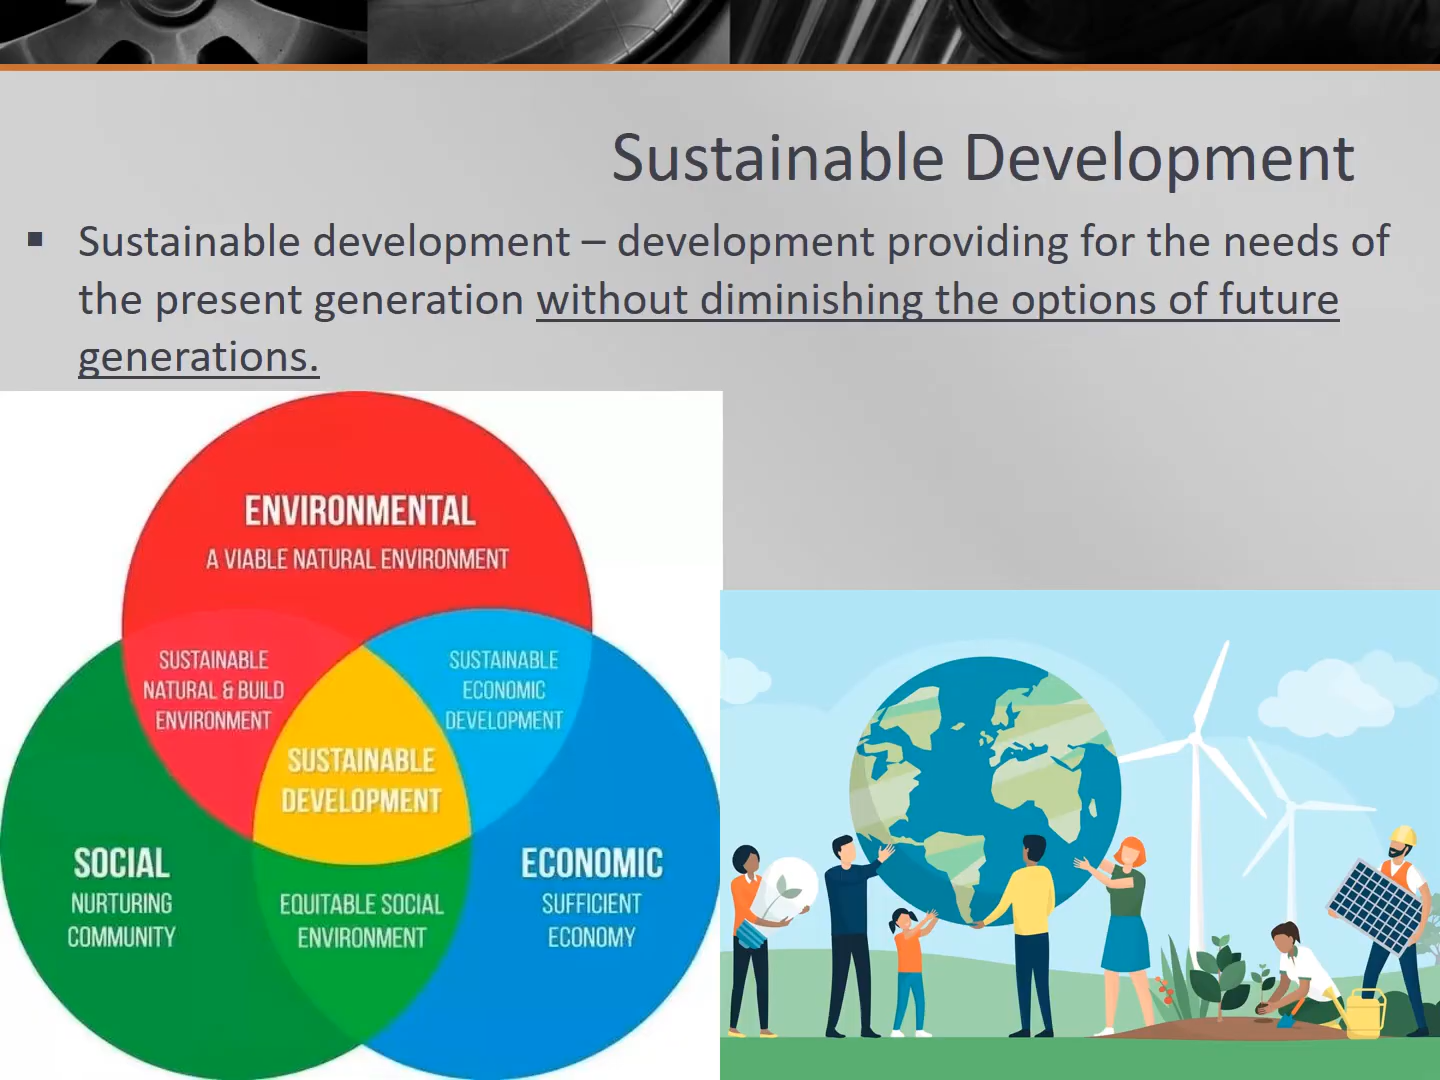 Sustainable Development
▪ Sustainable development – development providing for the needs of
the present generation without diminishing the options of future
generations.
ENVIRONMENTAL
A VIABLE NATURAL ENVIRONMENT
SUSTAINABLE
NATURAL & BUILD
ENVIRONMENT
SUSTAINABLE
ECONOMIC
DEVELOPMENT
SUSTAINABLE
DEVELOPMENT
SOCIAL
NURTURING
COMMUNITY
EQUITABLE SOCIAL
ENVIRONMENT
ECONOMIC
SUFFICIENT
ECONOMY